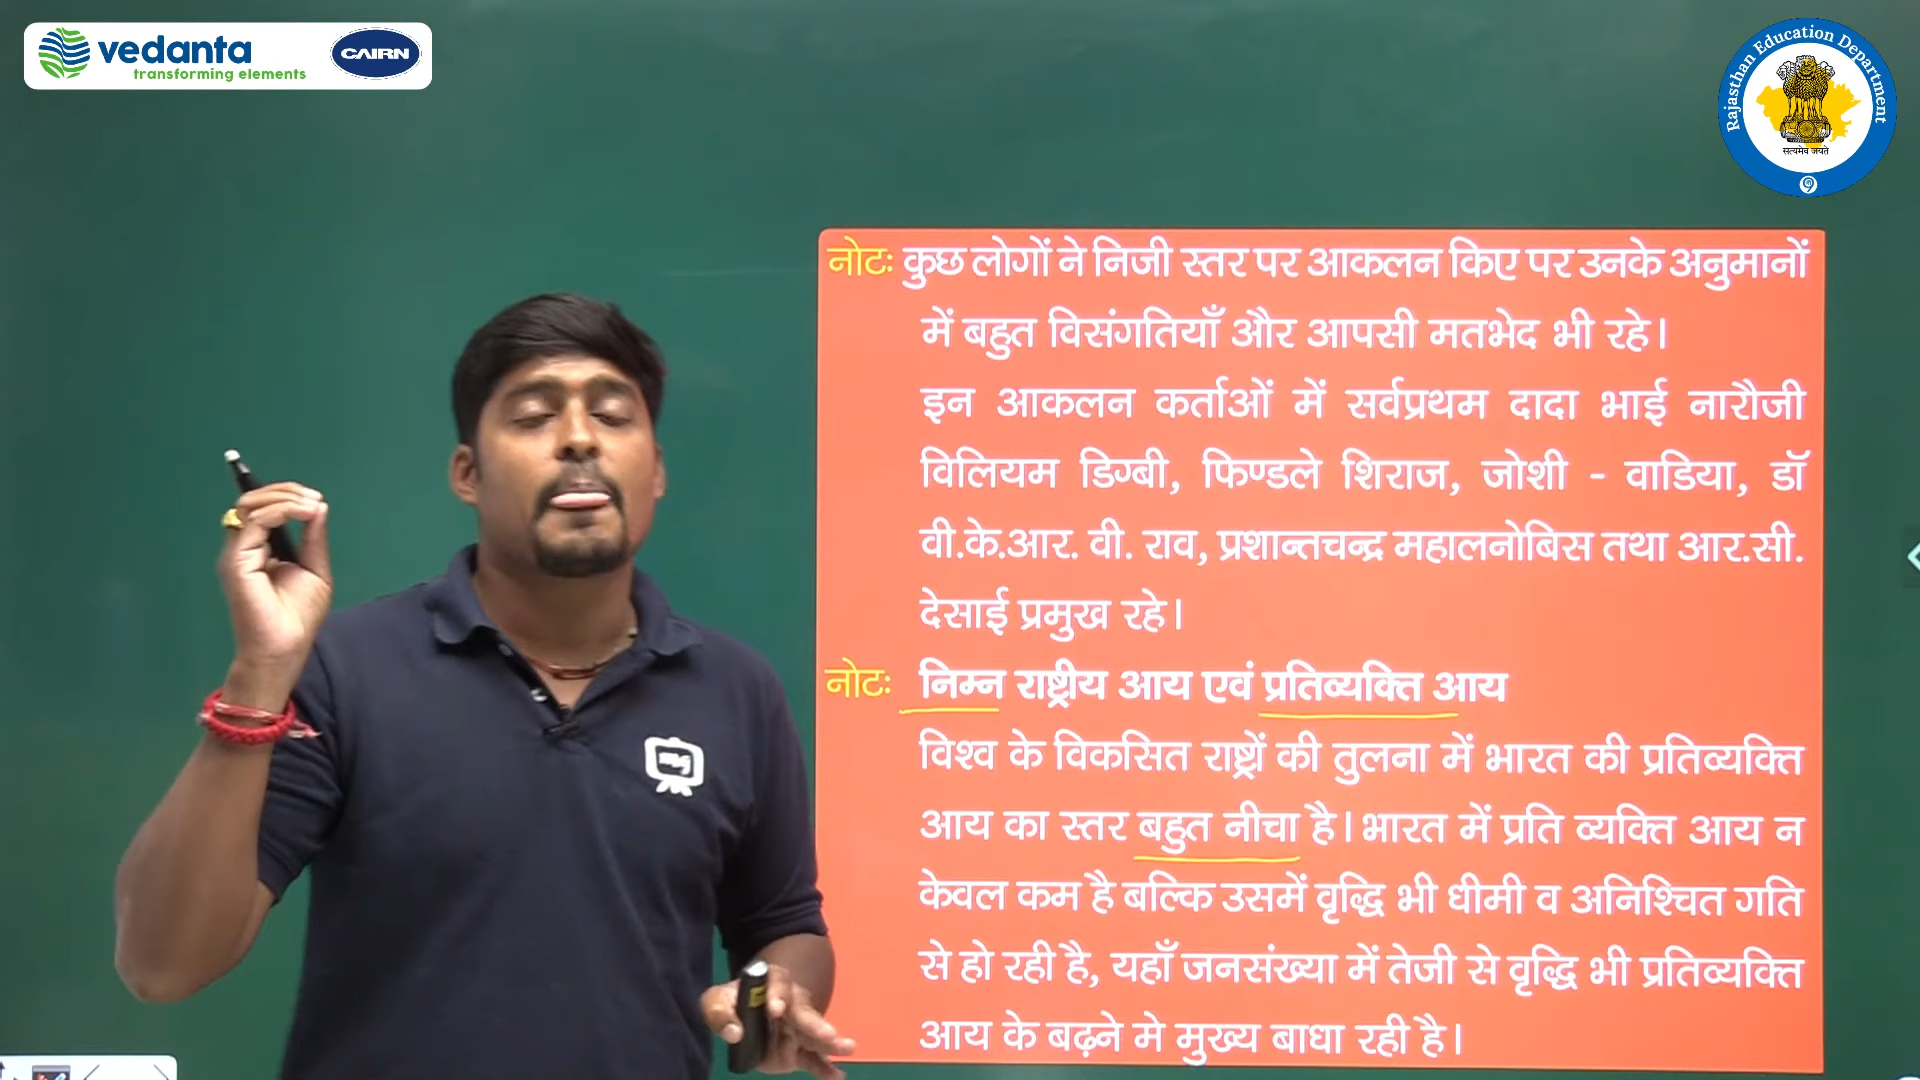 vedanta
transforming elements
CAIRN
Rajasthan Education Department
सत्यमेव जयते
नोटः कुछ लोगों ने निजी स्तर पर आकलन किए पर उनके अनुमानों
में बहुत विसंगतियाँ और आपसी मतभेद भी रहे।
इन आकलन कर्ताओं में सर्वप्रथम दादा भाई नारौजी
विलियम डिग्बी, फिण्डले शिराज, जोशी - वाडिया, डॉ
वी.के.आर. वी. राव, प्रशान्तचन्द्र महालनोबिस तथा आर.सी.
देसाई प्रमुख रहे।
नोटः निम्न राष्ट्रीय आय एवं प्रतिव्यक्ति आय
विश्व के विकसित राष्ट्रों की तुलना में भारत की प्रतिव्यक्ति
आय का स्तर बहुत नीचा है। भारत में प्रति व्यक्ति आय न
केवल कम है बल्कि उसमें वृद्धि भी धीमी व अनिश्चित गति
से हो रही है, यहाँ जनसंख्या में तेजी से वृद्धि भी प्रतिव्यक्ति
आय के बढ़ने मे मुख्य बाधा रही है।